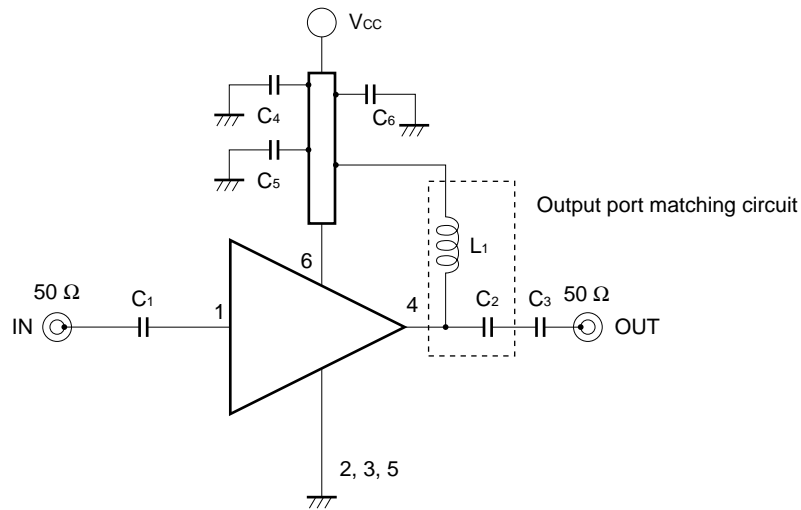 VCC
C4
C6
C5
Output port matching circuit
L1
6
50 Ω
C1
1
4
C2
C3
50 Ω
IN
OUT
2, 3, 5